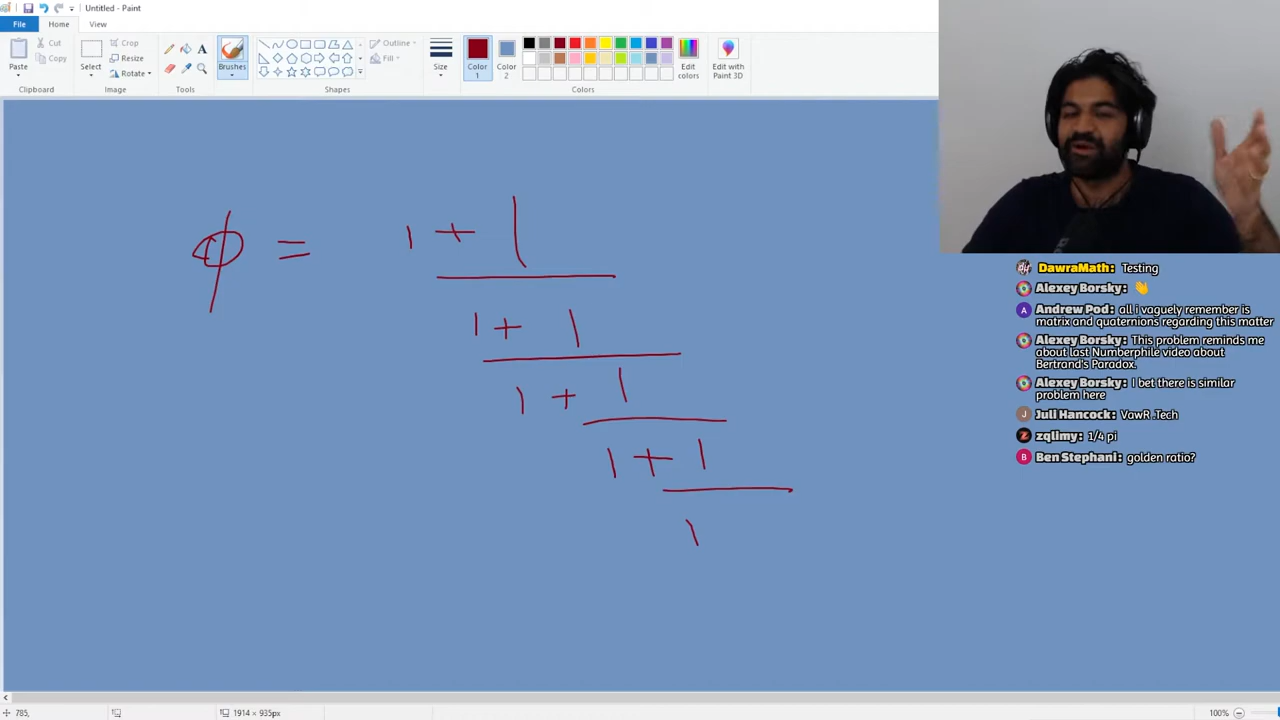 Untitled - Paint
File Home View
Paste Cut Copy Select Crop Resize Rotate Brushes Outline Fill Size Color 1 Color 2 Edit colors Edit with Paint 3D
Clipboard Image Tools Shapes Colors
ϕ = 1 + 1
1 + 1
1 + 1
1 + 1
1
DawraMath: Testing
Alexey Borsky: 👋
Andrew Pod: all i vaguely remember is
matrix and quaternions regarding this matter
Alexey Borsky: This problem reminds me
about last Numberphile video about
Bertrand's Paradox.
Alexey Borsky: I bet there is similar
problem here
Juli Hancock: VawR .Tech
zqlimy: 1/4 pi
Ben Stephani: golden ratio?
785,
1914 × 935px
100%